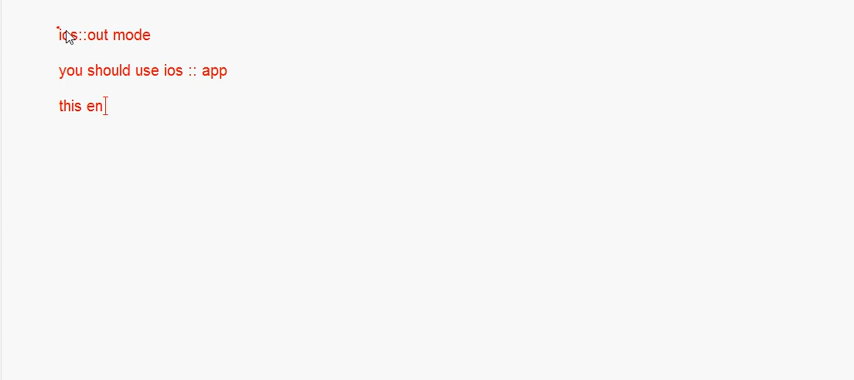 ios::out mode
you should use ios :: app
this en